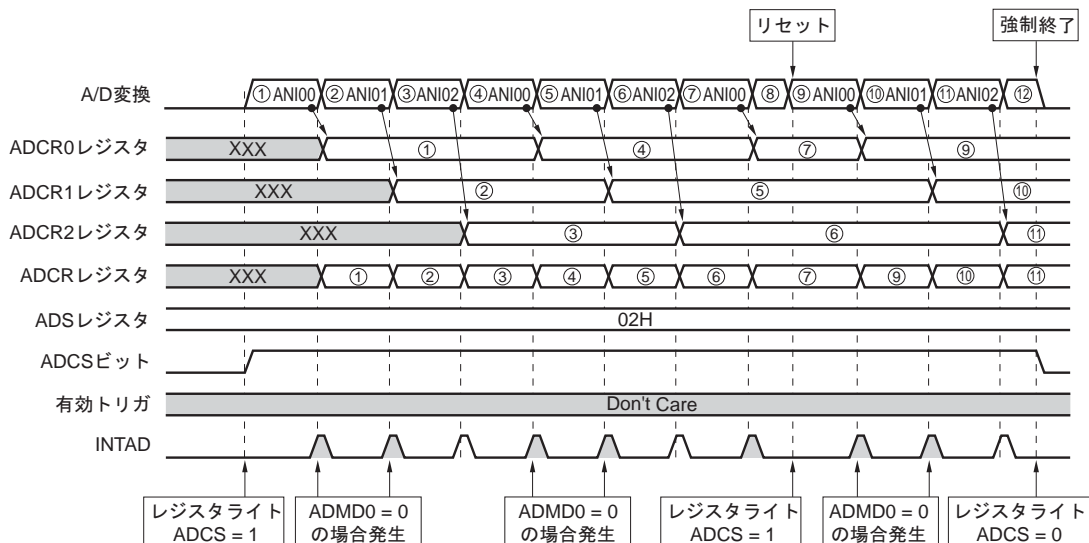 リセット 強制終了
A/D変換 ①ANI00 ②ANI01 ③ANI02 ④ANI00 ⑤ANI01 ⑥ANI02 ⑦ANI00 ⑧ ⑨ANI00 ⑩ANI01 ⑪ANI02 ⑫
ADCR0レジスタ XXX ① ④ ⑦ ⑨
ADCR1レジスタ XXX ② ⑤ ⑩
ADCR2レジスタ XXX ③ ⑥ ⑪
ADCRレジスタ XXX ① ② ③ ④ ⑤ ⑥ ⑦ ⑨ ⑩ ⑪
ADSレジスタ 02H
ADCSビット
有効トリガ Don't Care
INTAD
レジスタライト ADMD0 = 0 ADMD0 = 0 レジスタライト ADMD0 = 0 レジスタライト
ADCS = 1 の場合発生 の場合発生 ADCS = 1 の場合発生 ADCS = 0